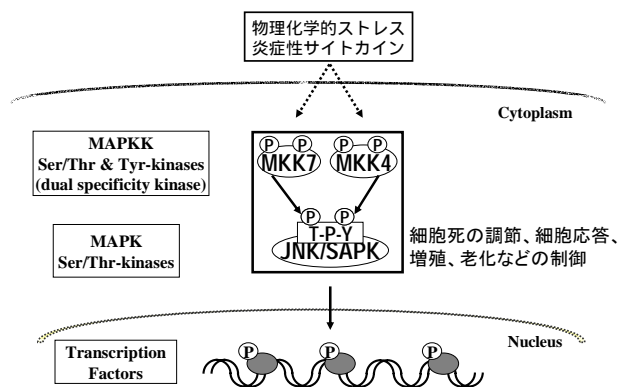 物理化学的ストレス
炎症性サイトカイン
Cytoplasm
MAPKK
Ser/Thr & Tyr-kinases
(dual specificity kinase)
P P P P
MKK7 MKK4
P P
T-P-Y
JNK/SAPK
MAPK
Ser/Thr-kinases
細胞死の調節、細胞応答、
増殖、老化などの制御
Nucleus
Transcription
Factors
P P P